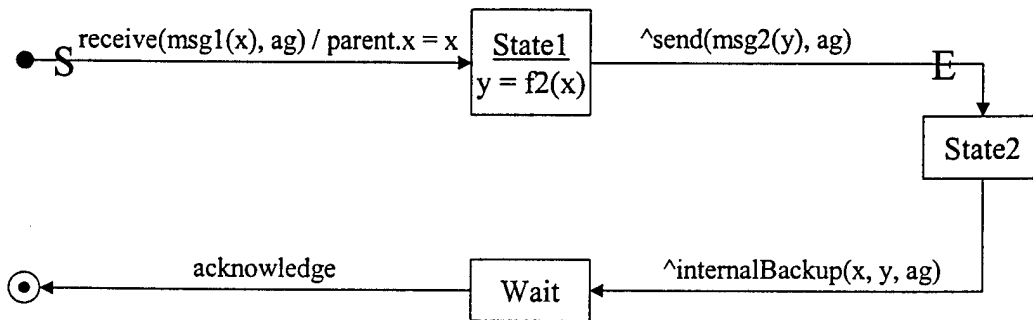 S
receive(msg1(x), ag) / parent.x = x
State1
y = f2(x)
^send(msg2(y), ag)
E
State2
acknowledge
Wait
^internalBackup(x, y, ag)